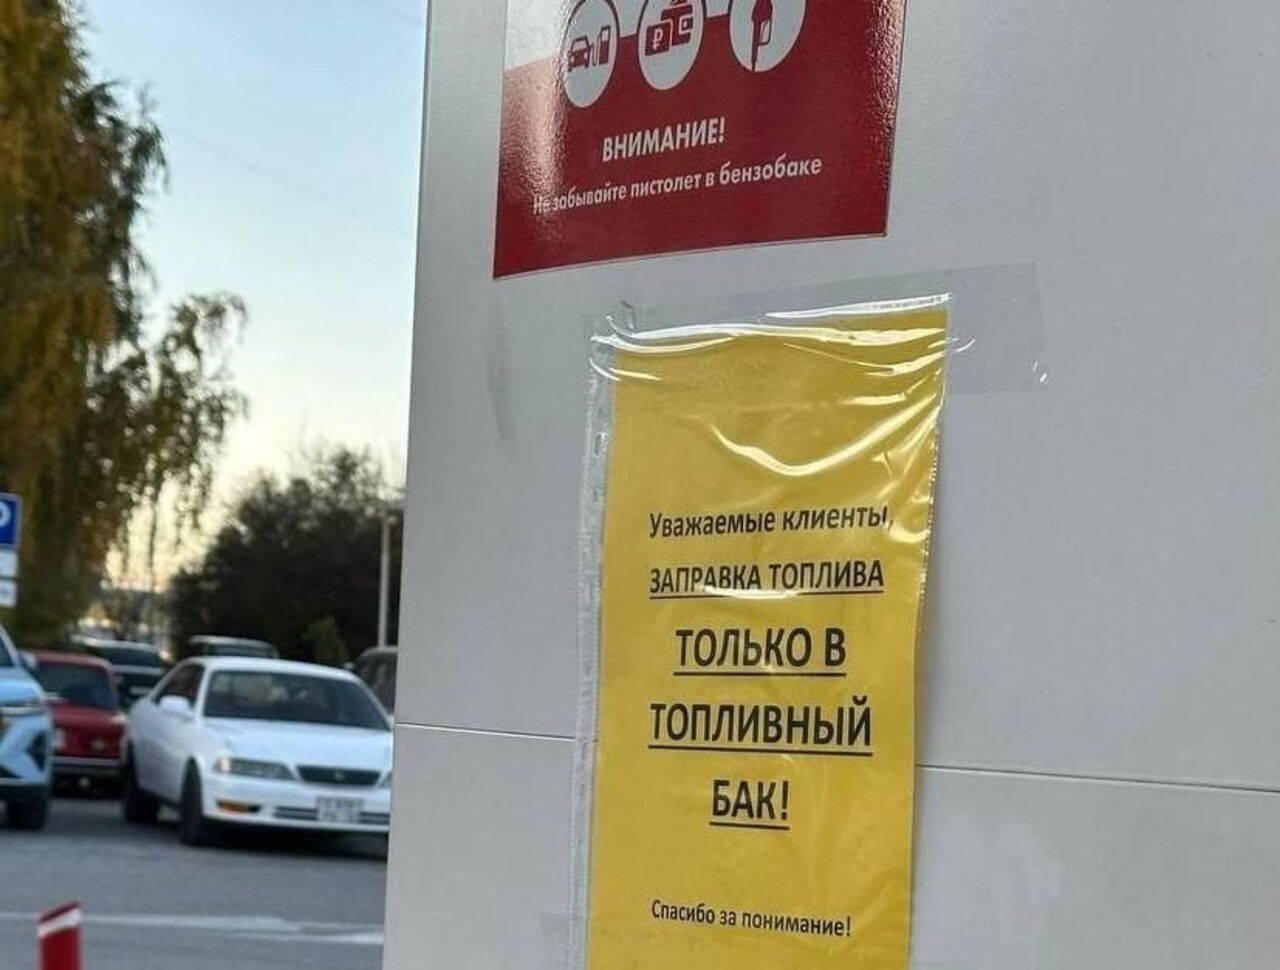 ВНИМАНИЕ!
Не забывайте пистолет в бензобаке
Уважаемые клиенты,
ЗАПРАВКА ТОПЛИВА
ТОЛЬКО В
ТОПЛИВНЫЙ
БАК!
Спасибо за понимание!